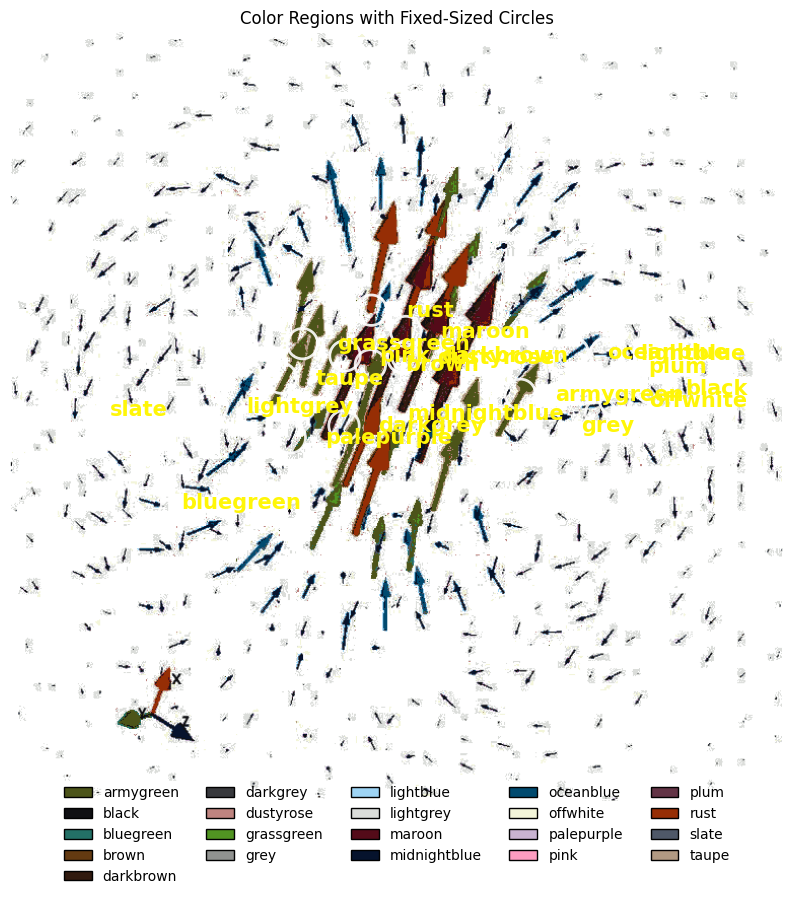 Color Regions with Fixed-Sized Circles
rust
maroon
grassgreen
pink
darkbrown
brown
oceanblue
lightblue
plum
taupe
black
armygreen
offwhite
lightgrey
slate
midnightblue
darkgrey
grey
palepurple
bluegreen
X
Y
Z
armygreen darkgrey lightblue oceanblue plum
black dustyrose lightgrey offwhite rust
bluegreen grassgreen maroon palepurple slate
brown grey midnightblue pink taupe
darkbrown